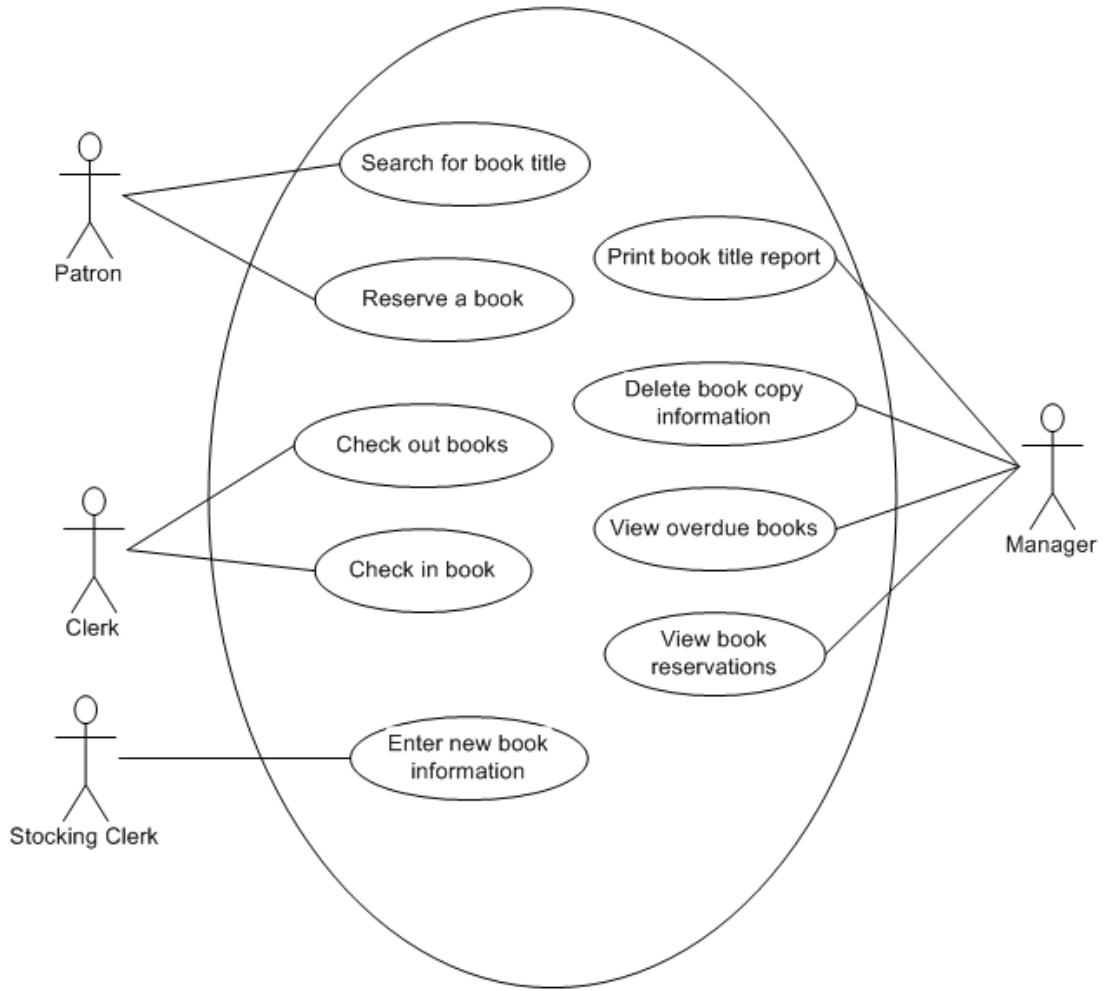 Search for book title
Patron
Print book title report
Reserve a book
Delete book copy
information
Check out books
View overdue books
Manager
Check in book
Clerk
View book
reservations
Enter new book
information
Stocking Clerk